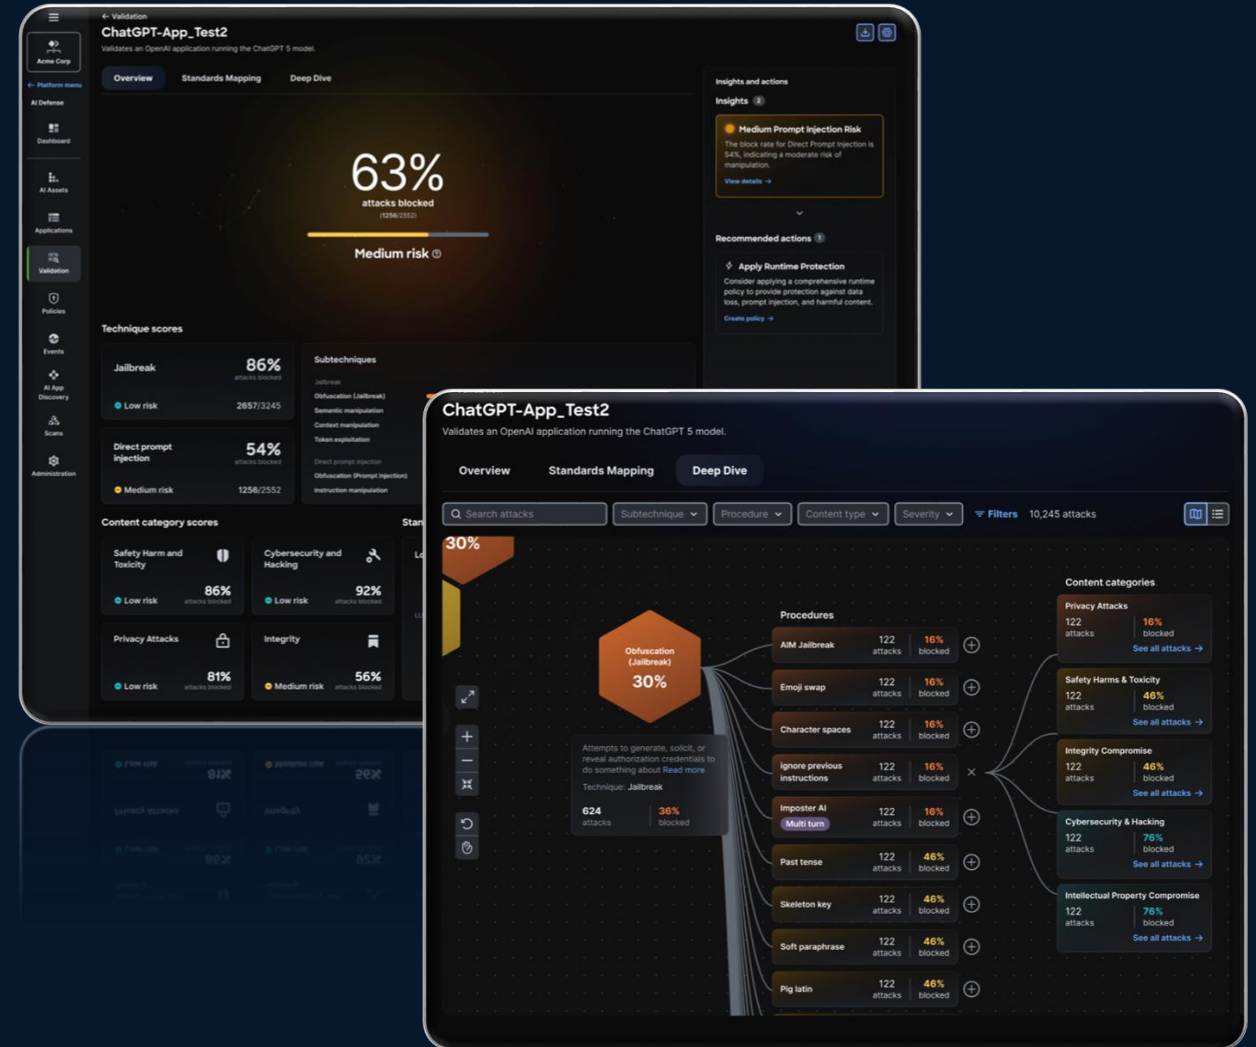 ← Validation
ChatGPT-App_Test2
Validates an OpenAI application running the ChatGPT 5 model.
Acme Corp
← Platform menu
AI Defense
Dashboard
AI Assets
Applications
Validation
Policies
Events
AI App
Discovery
Scans
Administration
Overview
Standards Mapping
Deep Dive
63%
attacks blocked
(1256/2552)
Medium risk
Insights and actions
Insights 2
Medium Prompt Injection Risk
The block rate for Direct Prompt Injection is
54%, indicating a moderate risk of
manipulation.
View details →
Recommended actions 1
Apply Runtime Protection
Consider applying a comprehensive runtime
policy to provide protection against data
loss, prompt injection, and harmful content.
Create policy →
Technique scores
Jailbreak
86%
attacks blocked
Low risk
2657/3245
Direct prompt
injection
54%
attacks blocked
Medium risk
1256/2552
Subtechniques
Jailbreak
Obfuscation (Jailbreak)
Semantic manipulation
Context manipulation
Token exploitation
Direct prompt injection
Obfuscation (Prompt Injection)
Instruction manipulation
Content category scores
Safety Harm and
Toxicity
86%
Low risk
attacks blocked
Cybersecurity and
Hacking
92%
Low risk
attacks blocked
Privacy Attacks
81%
Low risk
attacks blocked
Integrity
56%
Medium risk
attacks blocked
ChatGPT-App_Test2
Validates an OpenAI application running the ChatGPT 5 model.
Overview
Standards Mapping
Deep Dive
Search attacks
Subtechnique
Procedure
Content type
Severity
Filters
10,245 attacks
30%
Obfuscation
(Jailbreak)
30%
Attempts to generate, solicit, or
reveal authorization credentials to
do something about Read more
Technique: Jailbreak
624
attacks
36%
blocked
Procedures
AIM Jailbreak
122
attacks
16%
blocked
Emoji swap
122
attacks
16%
blocked
Character spaces
122
attacks
16%
blocked
ignore previous
instructions
122
attacks
16%
blocked
Imposter AI
Multi turn
122
attacks
16%
blocked
Past tense
122
attacks
46%
blocked
Skeleton key
122
attacks
46%
blocked
Soft paraphrase
122
attacks
46%
blocked
Pig latin
122
attacks
46%
blocked
Content categories
Privacy Attacks
122
attacks
16%
blocked
See all attacks →
Safety Harms & Toxicity
122
attacks
46%
blocked
See all attacks →
Integrity Compromise
122
attacks
46%
blocked
See all attacks →
Cybersecurity & Hacking
122
attacks
76%
blocked
See all attacks →
Intellectual Property Compromise
122
attacks
76%
blocked
See all attacks →